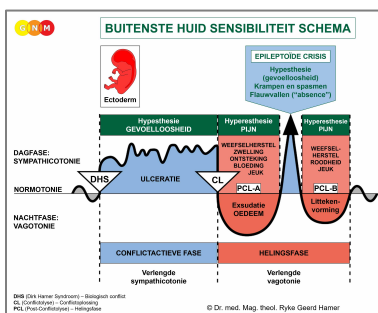 GNM
BUITENSTE HUID SENSIBILITEIT SCHEMA
Ectoderm
EPILEPTOÏDE CRISIS
Hypesthesie
(gevoelloosheid)
Krampen en spasmen
Flauwvallen ("absence")
Hypesthesie
GEVOELLOOSHEID
Hyperesthesie
PIJN
Hyperesthesie
PIJN
DAGFASE:
SYMPATHICOTONIE
WEEFSELHERSTEL
ZWELLING
ONTSTEKING
BLOEDING
JEUK
WEEFSEL-
HERSTEL
ROODHEID
JEUK
DHS
ULCERATIE
CL
PCL-A
PCL-B
NORMOTONIE
NACHTFASE:
VAGOTONIE
Exsudatie
OEDEEM
Litteken-
vorming
CONFLICTACTIEVE FASE
HELINGSFASE
Verlengde
sympathicotonie
Verlengde
vagotonie
DHS (Dirk Hamer Syndroom) – Biologisch conflict
CL (Conflictolyse) – Conflictoplossing
PCL (Post-Conflictolyse) – Helingsfase
© Dr. med. Mag. theol. Ryke Geerd Hamer